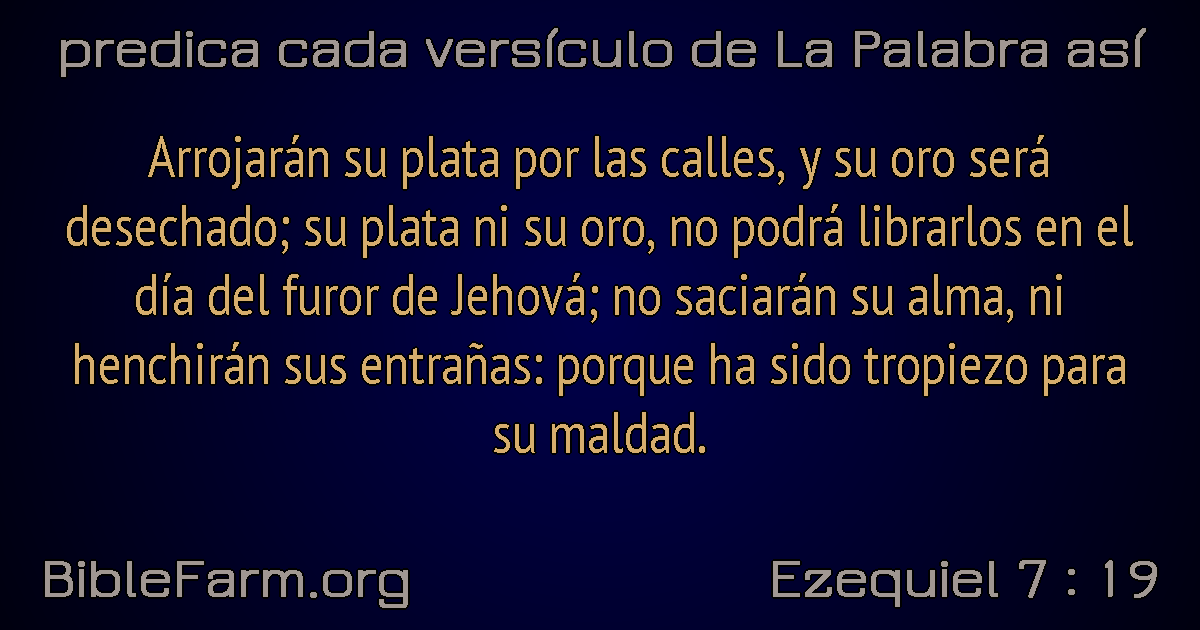 predica cada versículo de La Palabra así
Arrojarán su plata por las calles, y su oro será
desechado; su plata ni su oro, no podrá librarlos en el
día del furor de Jehová; no saciarán su alma, ni
henchirán sus entrañas: porque ha sido tropiezo para
su maldad.
BibleFarm.org
Ezequiel 7 : 19